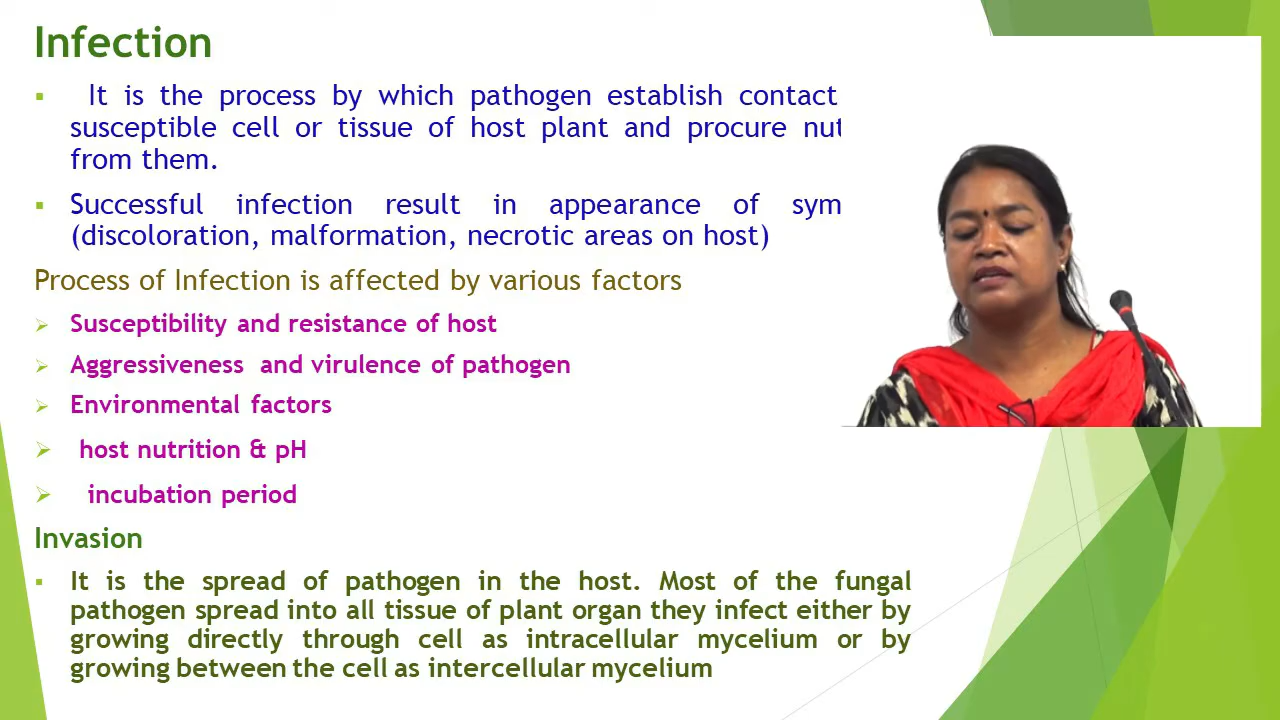 Infection
It is the process by which pathogen establish contact
susceptible cell or tissue of host plant and procure
from them.
Successful infection result in appearance of
(discoloration, malformation, necrotic areas on host)
Process of Infection is affected by various factors
Susceptibility and resistance of host
Aggressiveness and virulence of pathogen
Environmental factors
host nutrition & pH
incubation period
Invasion
It is the spread of pathogen in the host. Most of the fungal
pathogen spread into all tissue of plant organ they infect either by
growing directly through cell as intracellular mycelium or by
growing between the cell as intercellular mycelium